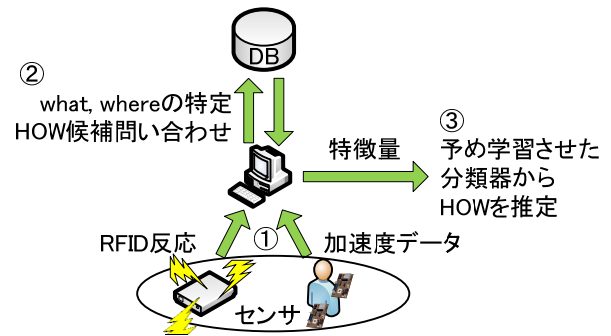 DB
②
what, whereの特定
HOW候補問い合わせ
特徴量
③
予め学習させた
分類器から
HOWを推定
RFID反応
①
加速度データ
センサ